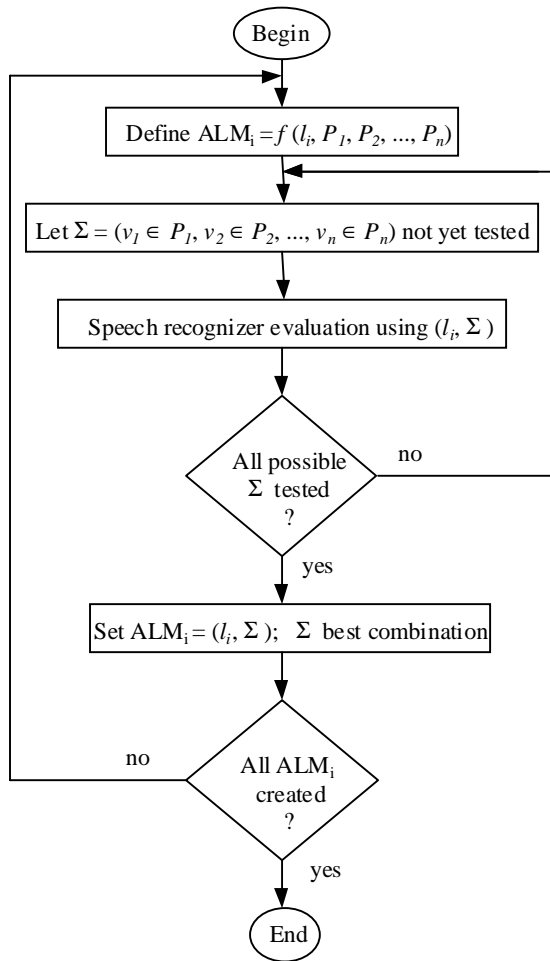 Begin
Define ALMᵢ = f (lᵢ, P₁, P₂, ..., Pₙ)
Let Σ = (v₁ ∈ P₁, v₂ ∈ P₂, ..., vₙ ∈ Pₙ) not yet tested
Speech recognizer evaluation using (lᵢ, Σ)
All possible
Σ tested
?
no
yes
Set ALMᵢ = (lᵢ, Σ); Σ best combination
no
All ALMᵢ
created
?
yes
End